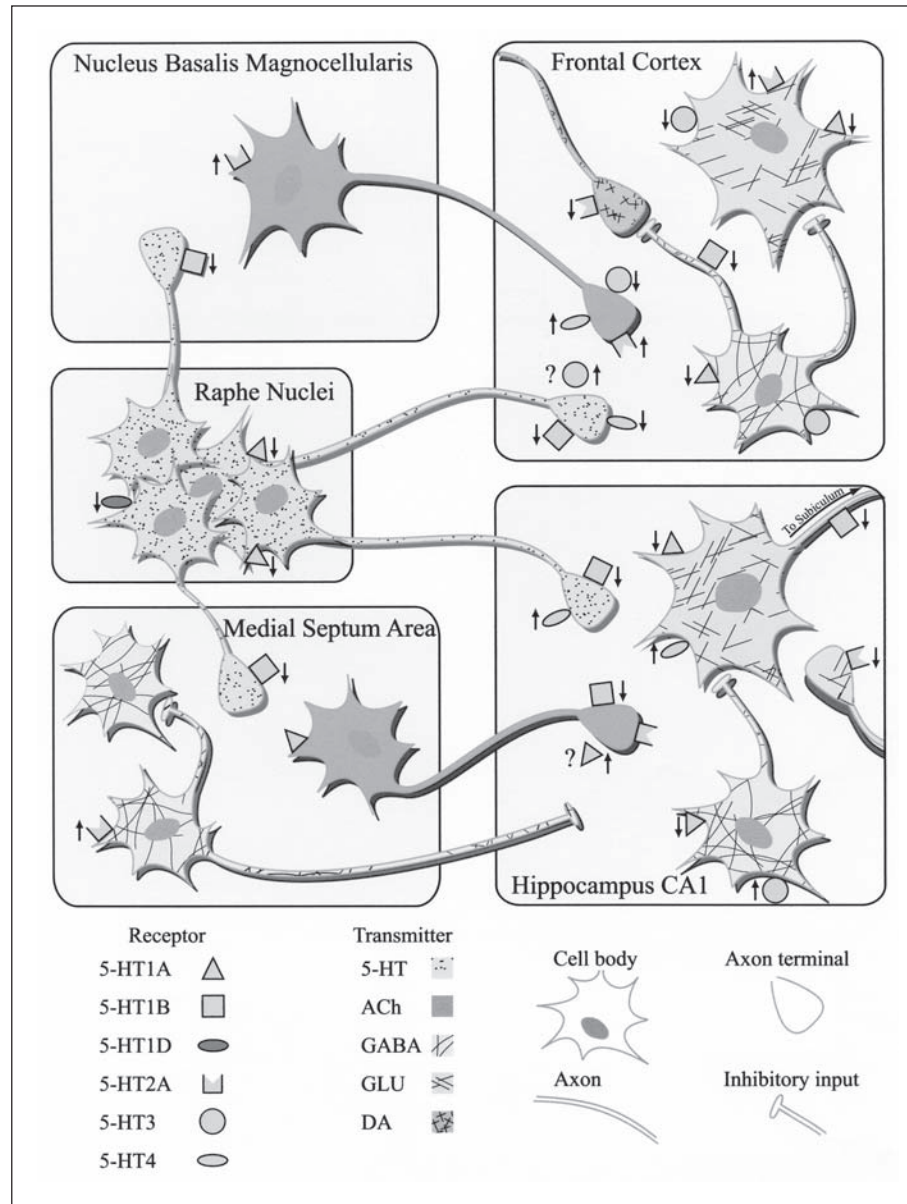 Nucleus Basalis Magnocellularis
Frontal Cortex
Raphe Nuclei
?
To Subiculum
Medial Septum Area
?
Hippocampus CA1
Receptor
5-HT1A
5-HT1B
5-HT1D
5-HT2A
5-HT3
5-HT4
Transmitter
5-HT
ACh
GABA
GLU
DA
Cell body
Axon terminal
Axon
Inhibitory input